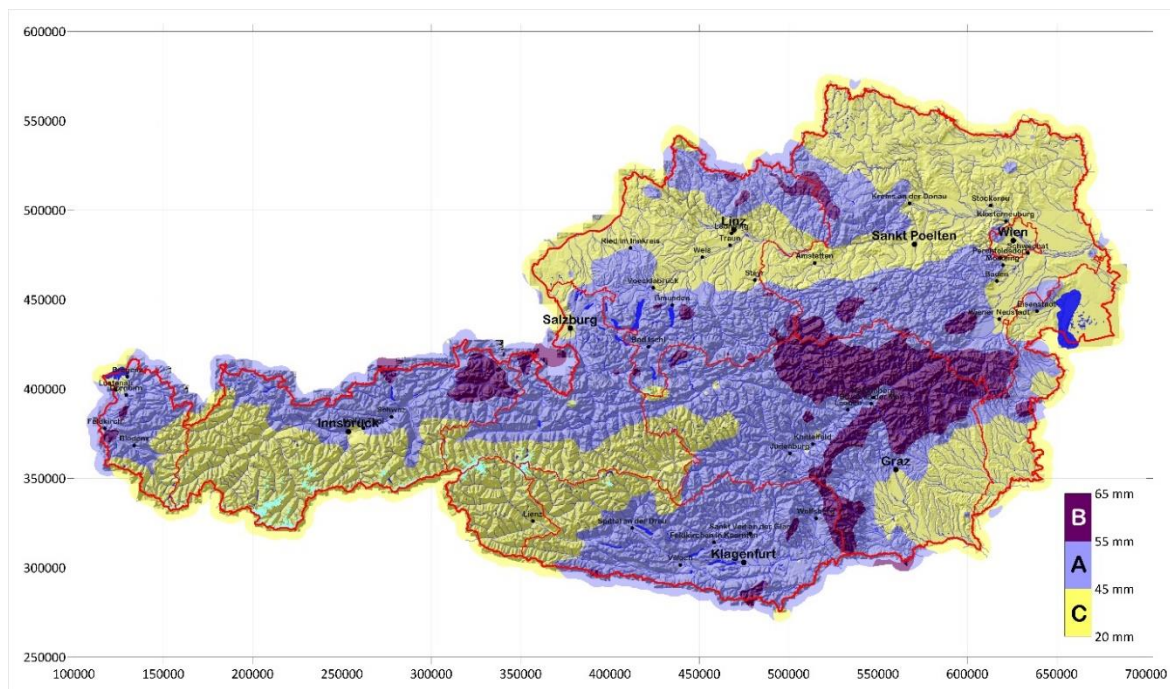 600000
550000
500000
450000
400000
350000
300000
250000
Krems an der Donau
Stockerau
Klosterneuburg
Linz
Wien
Sankt Poelten
Schwechat
Ried im Innkreis
Traun
Wels
Amstetten
Steyr
Baden
Voecklabruck
Gmunden
Eisenstadt
Wiener Neustadt
Salzburg
Bad Ischl
Bregenz
Lustenau
Dornbirn
Feldkirch
Bludenz
Schwaz
Innsbruck
Knittelfeld
Judenburg
Graz
Lienz
Wolfsberg
Spittal an der Drau
Sankt Veit an der Glan
Feldkirchen in Kaernten
Villach
Klagenfurt
65 mm
B
55 mm
A
45 mm
C
20 mm
100000 150000 200000 250000 300000 350000 400000 450000 500000 550000 600000 650000 700000